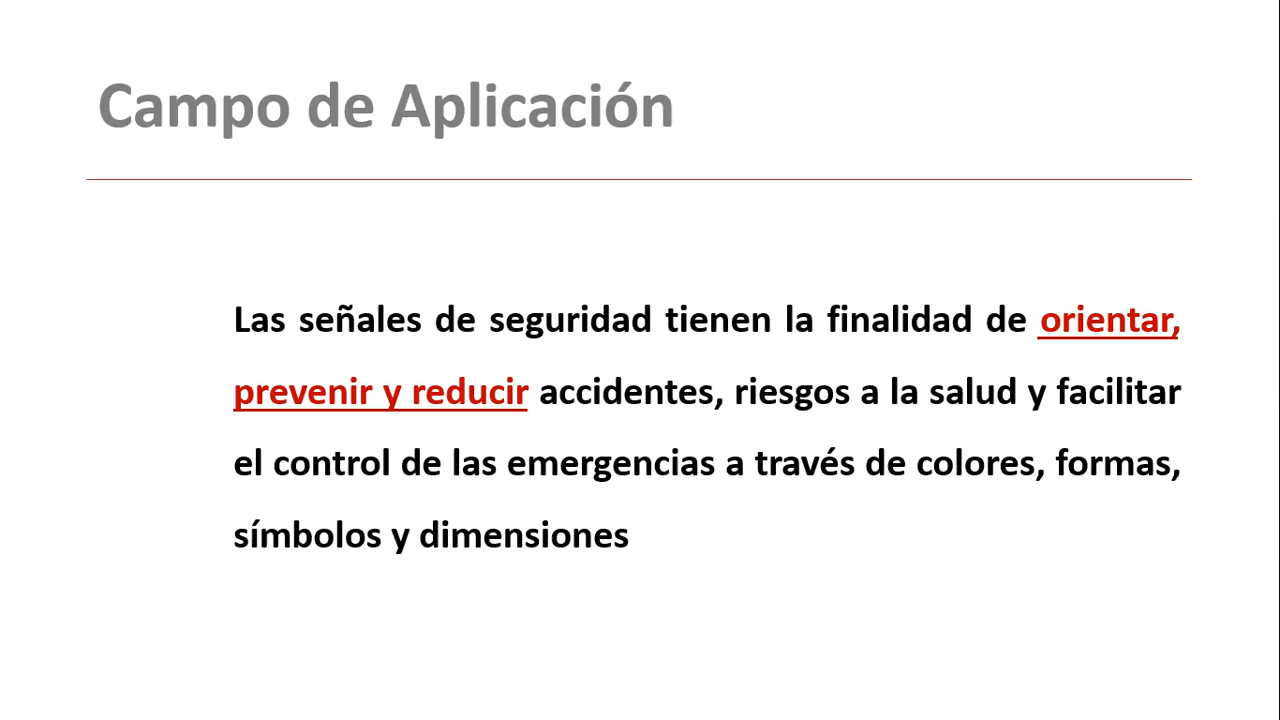 Campo de Aplicación
Las señales de seguridad tienen la finalidad de orientar,
prevenir y reducir accidentes, riesgos a la salud y facilitar
el control de las emergencias a través de colores, formas,
símbolos y dimensiones